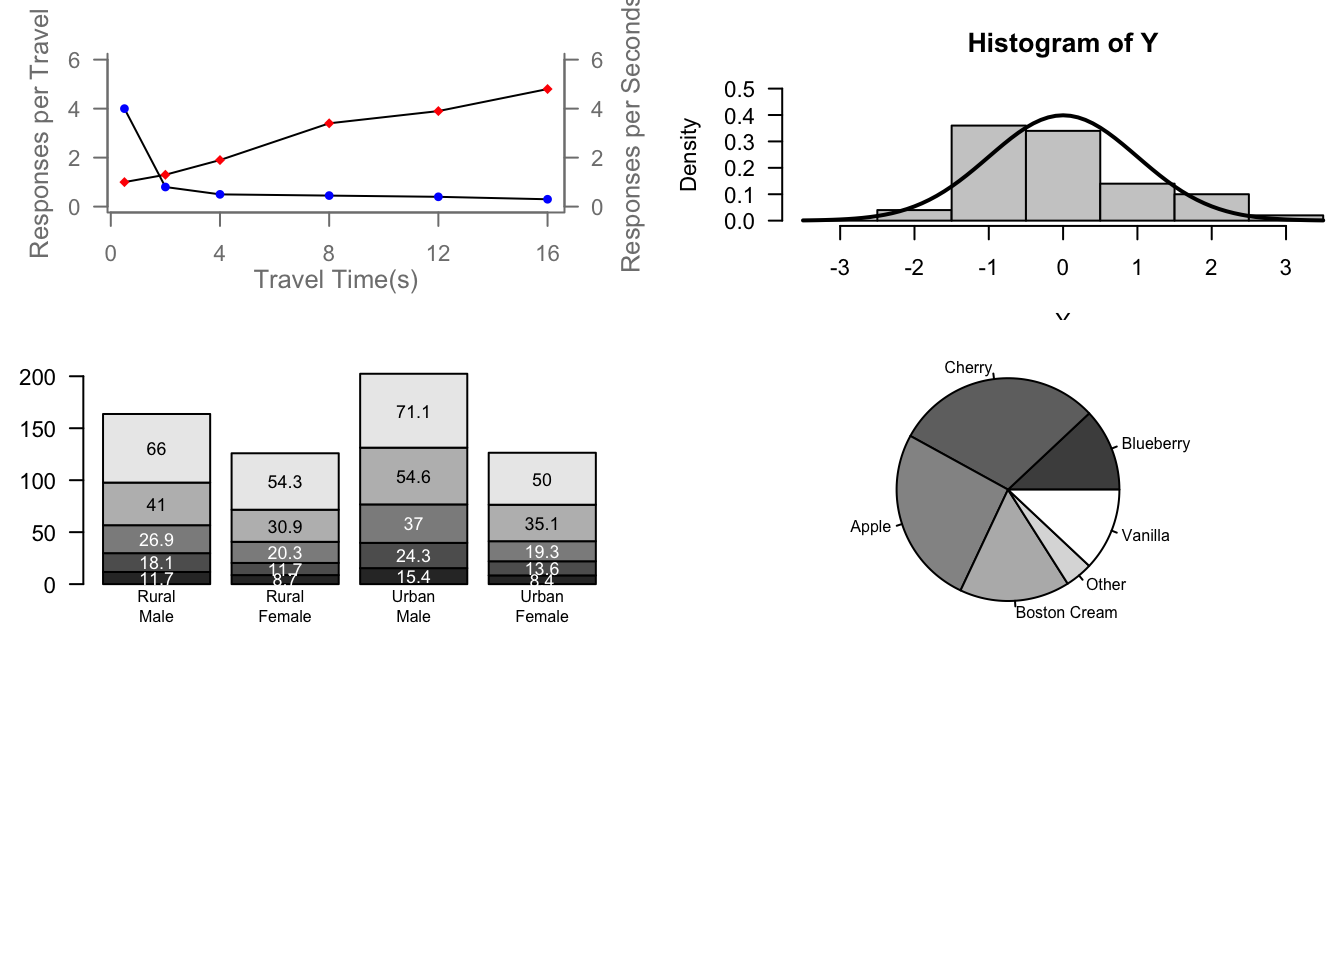 Responses per Travel
6
4
2
0
0
4
8
12
16
Travel Time(s)
6
4
2
0
Responses per Seconds
Histogram of Y
Density
0.5
0.4
0.3
0.2
0.1
0.0
-3
-2
-1
0
1
2
3
200
150
100
50
0
66
41
26.9
18.1
11.7
Rural
Male
54.3
30.9
20.3
11.7
8.7
Rural
Female
71.1
54.6
37
24.3
15.4
Urban
Male
50
35.1
19.3
13.6
8.4
Urban
Female
Cherry
Blueberry
Apple
Vanilla
Other
Boston Cream